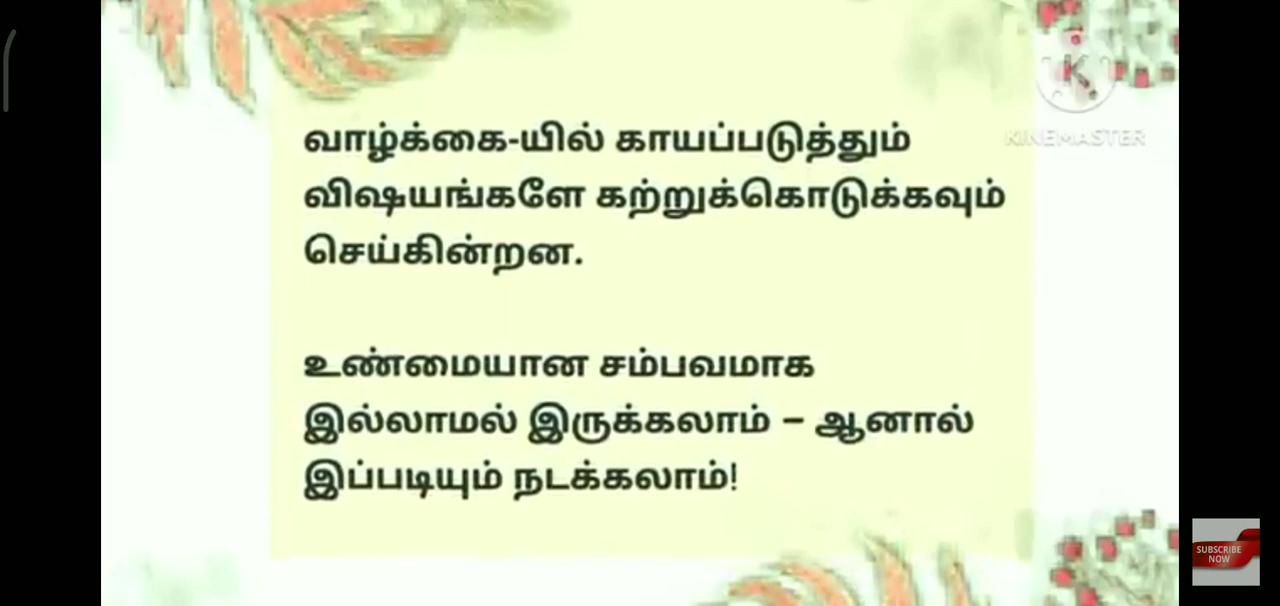 வாழ்க்கை-யில் காயப்படுத்தும்
விஷயங்களே கற்றுக்கொடுக்கவும்
செய்கின்றன.
உண்மையான சம்பவமாக
இல்லாமல் இருக்கலாம் – ஆனால்
இப்படியும் நடக்கலாம்!
K
KINEMASTER
SUBSCRIBE
NOW